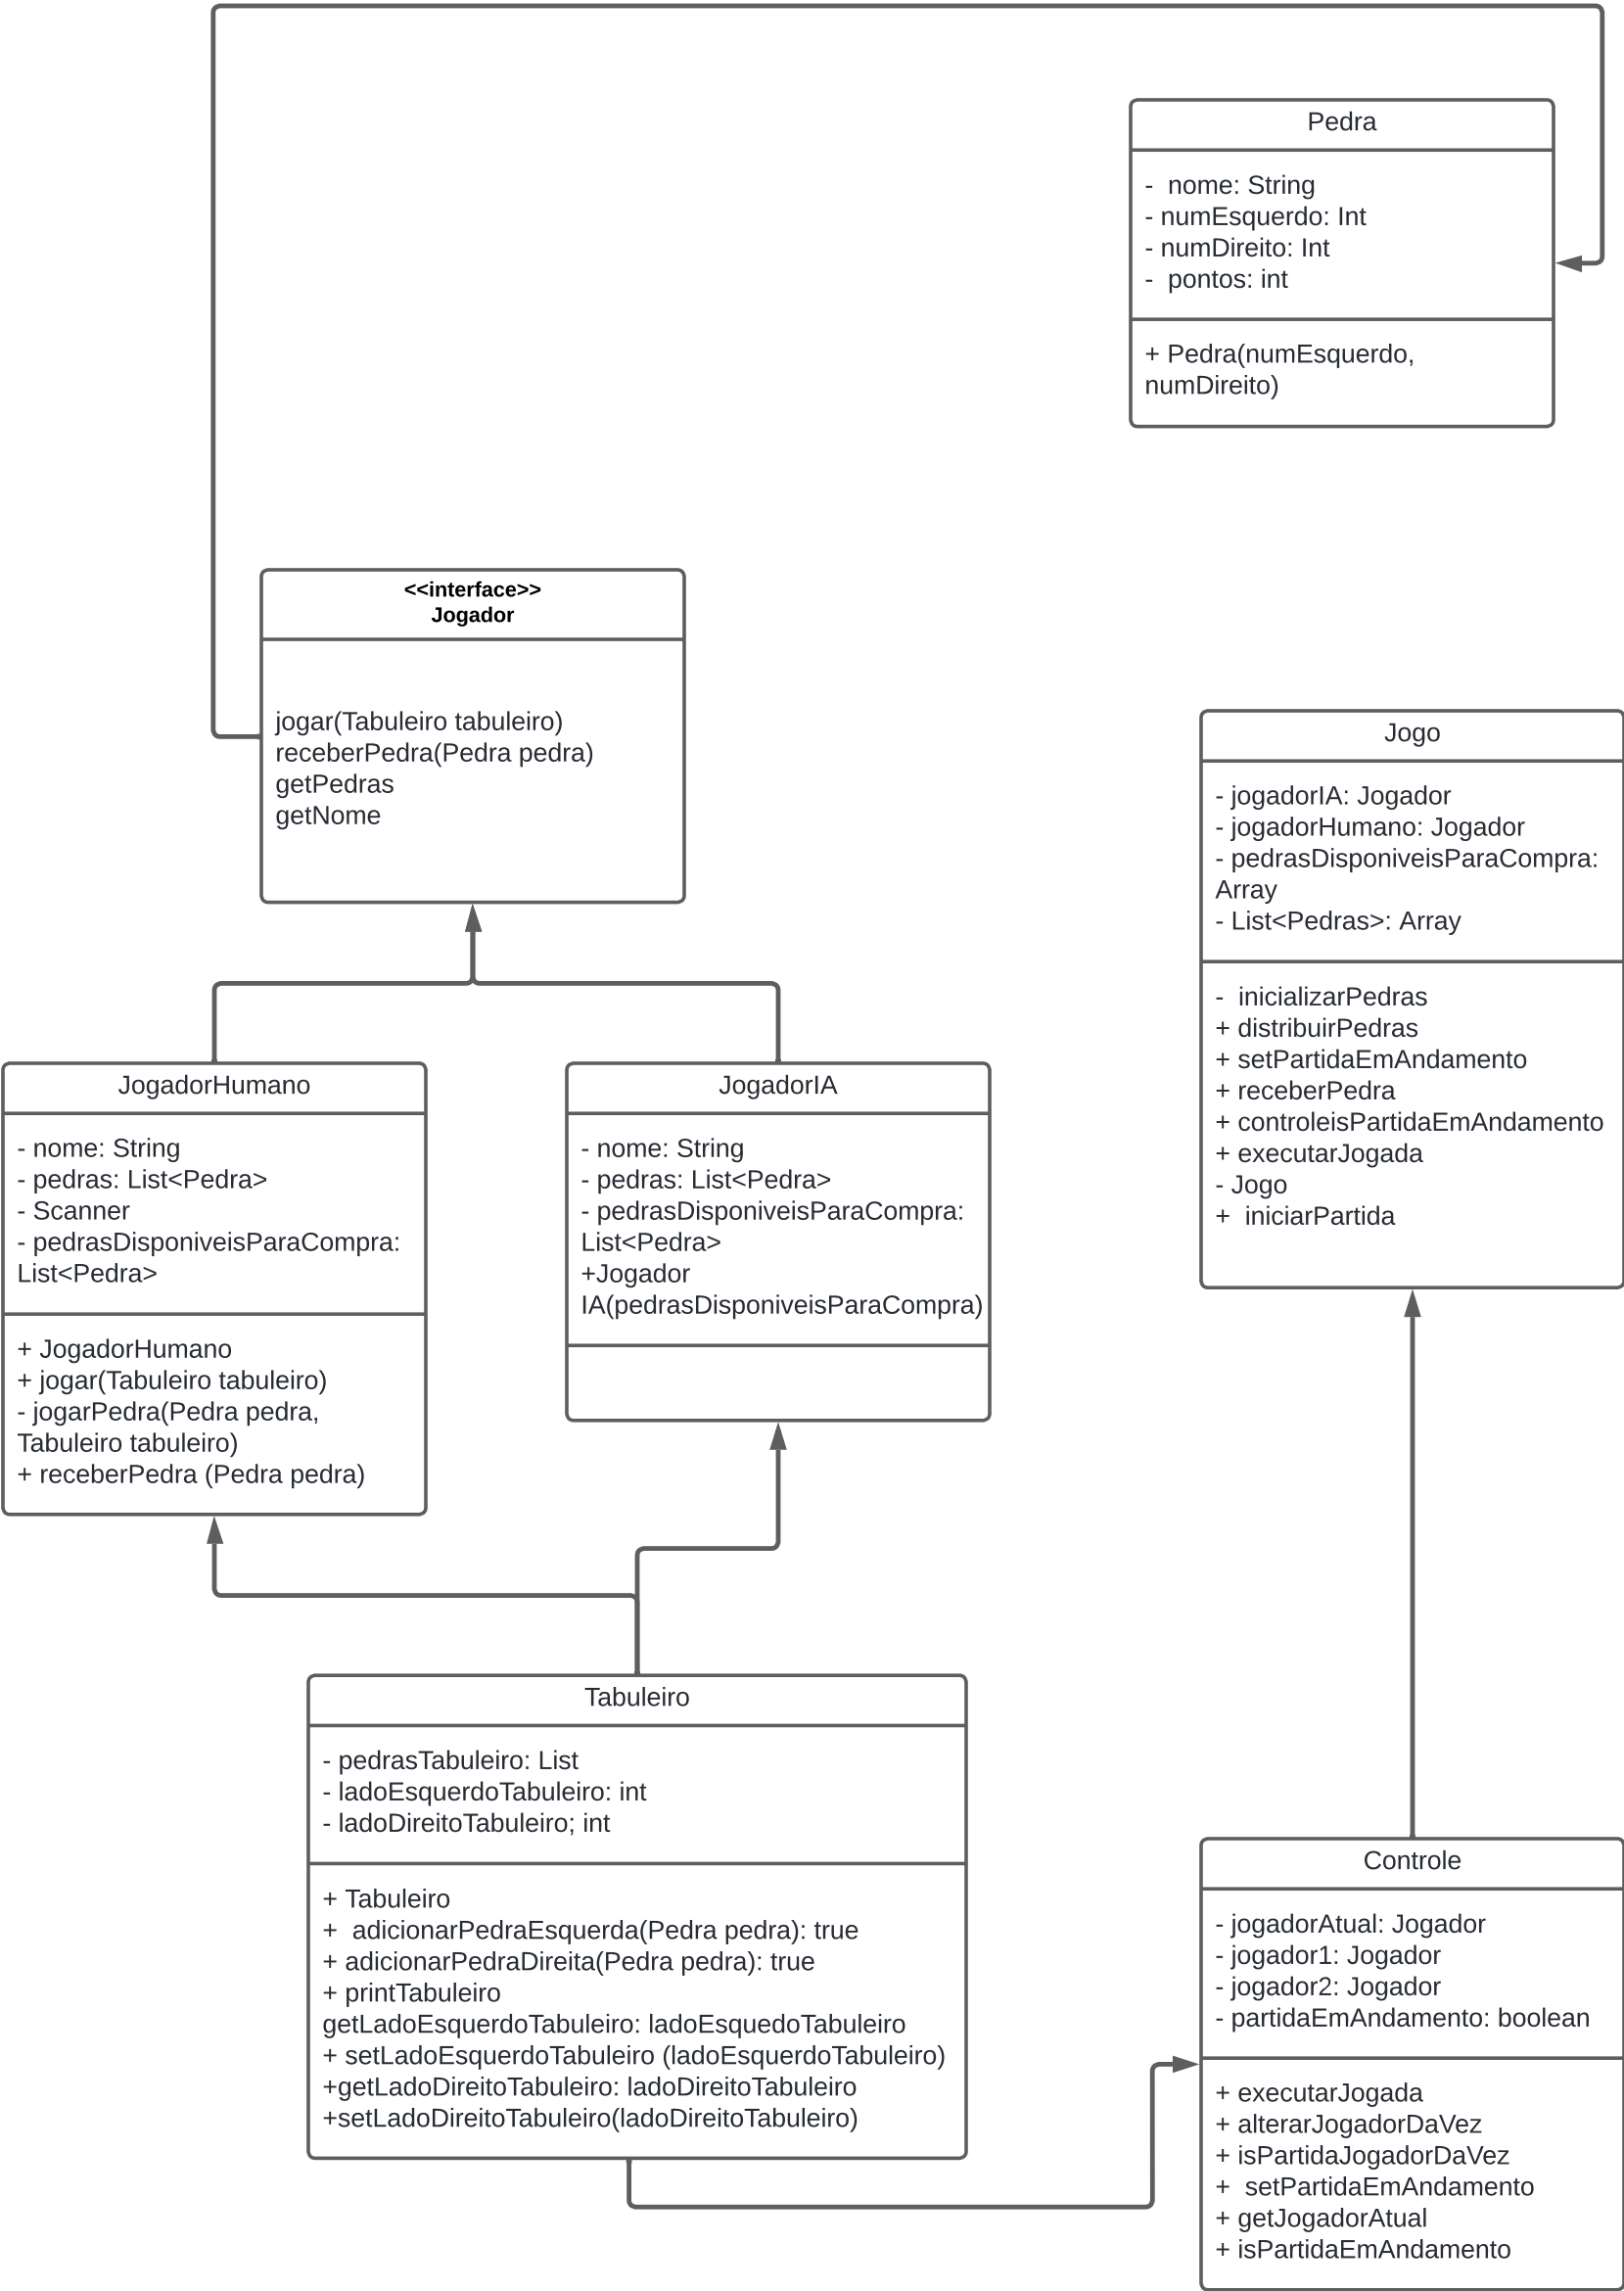 Pedra
-  nome: String
- numEsquerdo: Int
- numDireito: Int
-  pontos: int
+ Pedra(numEsquerdo,
numDireito)
<<interface>>
Jogador
jogar(Tabuleiro tabuleiro)
receberPedra(Pedra pedra)
getPedras
getNome
Jogo
- jogadorIA: Jogador
- jogadorHumano: Jogador
- pedrasDisponiveisParaCompra:
Array
- List<Pedras>: Array
-  inicializarPedras
+ distribuirPedras
+ setPartidaEmAndamento
+ receberPedra
+ controleisPartidaEmAndamento
+ executarJogada
- Jogo
+  iniciarPartida
JogadorHumano
- nome: String
- pedras: List<Pedra>
- Scanner
- pedrasDisponiveisParaCompra:
List<Pedra>
+ JogadorHumano
+ jogar(Tabuleiro tabuleiro)
- jogarPedra(Pedra pedra,
Tabuleiro tabuleiro)
+ receberPedra (Pedra pedra)
JogadorIA
- nome: String
- pedras: List<Pedra>
- pedrasDisponiveisParaCompra:
List<Pedra>
+Jogador
IA(pedrasDisponiveisParaCompra)
Tabuleiro
- pedrasTabuleiro: List
- ladoEsquerdoTabuleiro: int
- ladoDireitoTabuleiro; int
+ Tabuleiro
+  adicionarPedraEsquerda(Pedra pedra): true
+ adicionarPedraDireita(Pedra pedra): true
+ printTabuleiro
getLadoEsquerdoTabuleiro: ladoEsquedoTabuleiro
+ setLadoEsquerdoTabuleiro (ladoEsquerdoTabuleiro)
+getLadoDireitoTabuleiro: ladoDireitoTabuleiro
+setLadoDireitoTabuleiro(ladoDireitoTabuleiro)
Controle
- jogadorAtual: Jogador
- jogador1: Jogador
- jogador2: Jogador
- partidaEmAndamento: boolean
+ executarJogada
+ alterarJogadorDaVez
+ isPartidaJogadorDaVez
+  setPartidaEmAndamento
+ getJogadorAtual
+ isPartidaEmAndamento